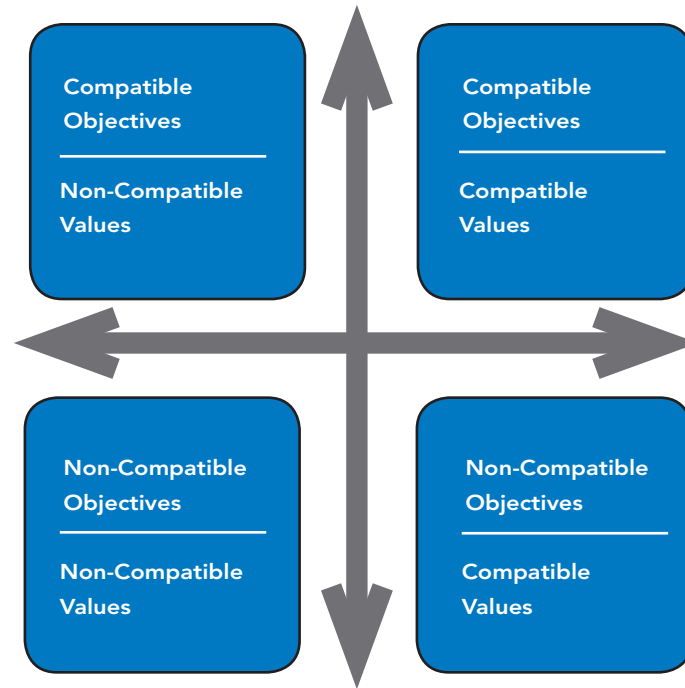 Compatible
Objectives
Non-Compatible
Values
Compatible
Objectives
Compatible
Values
Non-Compatible
Objectives
Non-Compatible
Values
Non-Compatible
Objectives
Compatible
Values